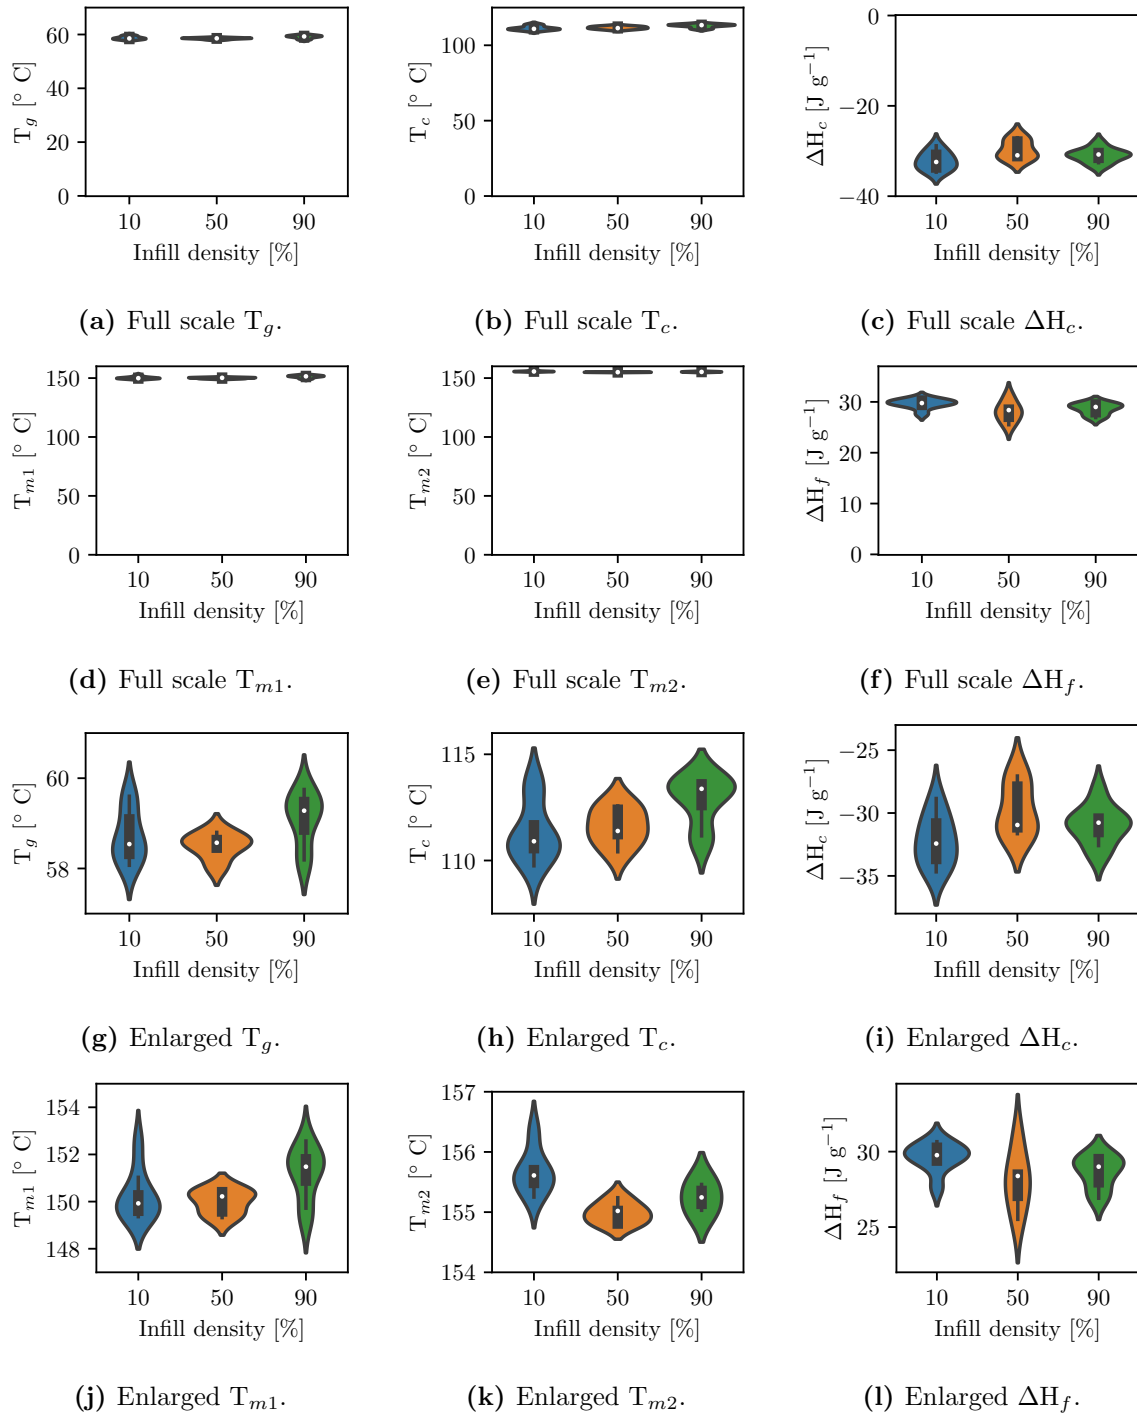 60
40
20
0
T_g [° C]
10 50 90
Infill density [%]
100
50
0
T_c [° C]
10 50 90
Infill density [%]
0
−20
−40
ΔH_c [J g⁻¹]
10 50 90
Infill density [%]
(a) Full scale T_g.
(b) Full scale T_c.
(c) Full scale ΔH_c.
150
100
50
0
T_m1 [° C]
10 50 90
Infill density [%]
150
100
50
0
T_m2 [° C]
10 50 90
Infill density [%]
30
20
10
0
ΔH_f [J g⁻¹]
10 50 90
Infill density [%]
(d) Full scale T_m1.
(e) Full scale T_m2.
(f) Full scale ΔH_f.
60
58
T_g [° C]
10 50 90
Infill density [%]
115
110
T_c [° C]
10 50 90
Infill density [%]
−25
−30
−35
ΔH_c [J g⁻¹]
10 50 90
Infill density [%]
(g) Enlarged T_g.
(h) Enlarged T_c.
(i) Enlarged ΔH_c.
154
152
150
148
T_m1 [° C]
10 50 90
Infill density [%]
157
156
155
154
T_m2 [° C]
10 50 90
Infill density [%]
30
25
ΔH_f [J g⁻¹]
10 50 90
Infill density [%]
(j) Enlarged T_m1.
(k) Enlarged T_m2.
(l) Enlarged ΔH_f.